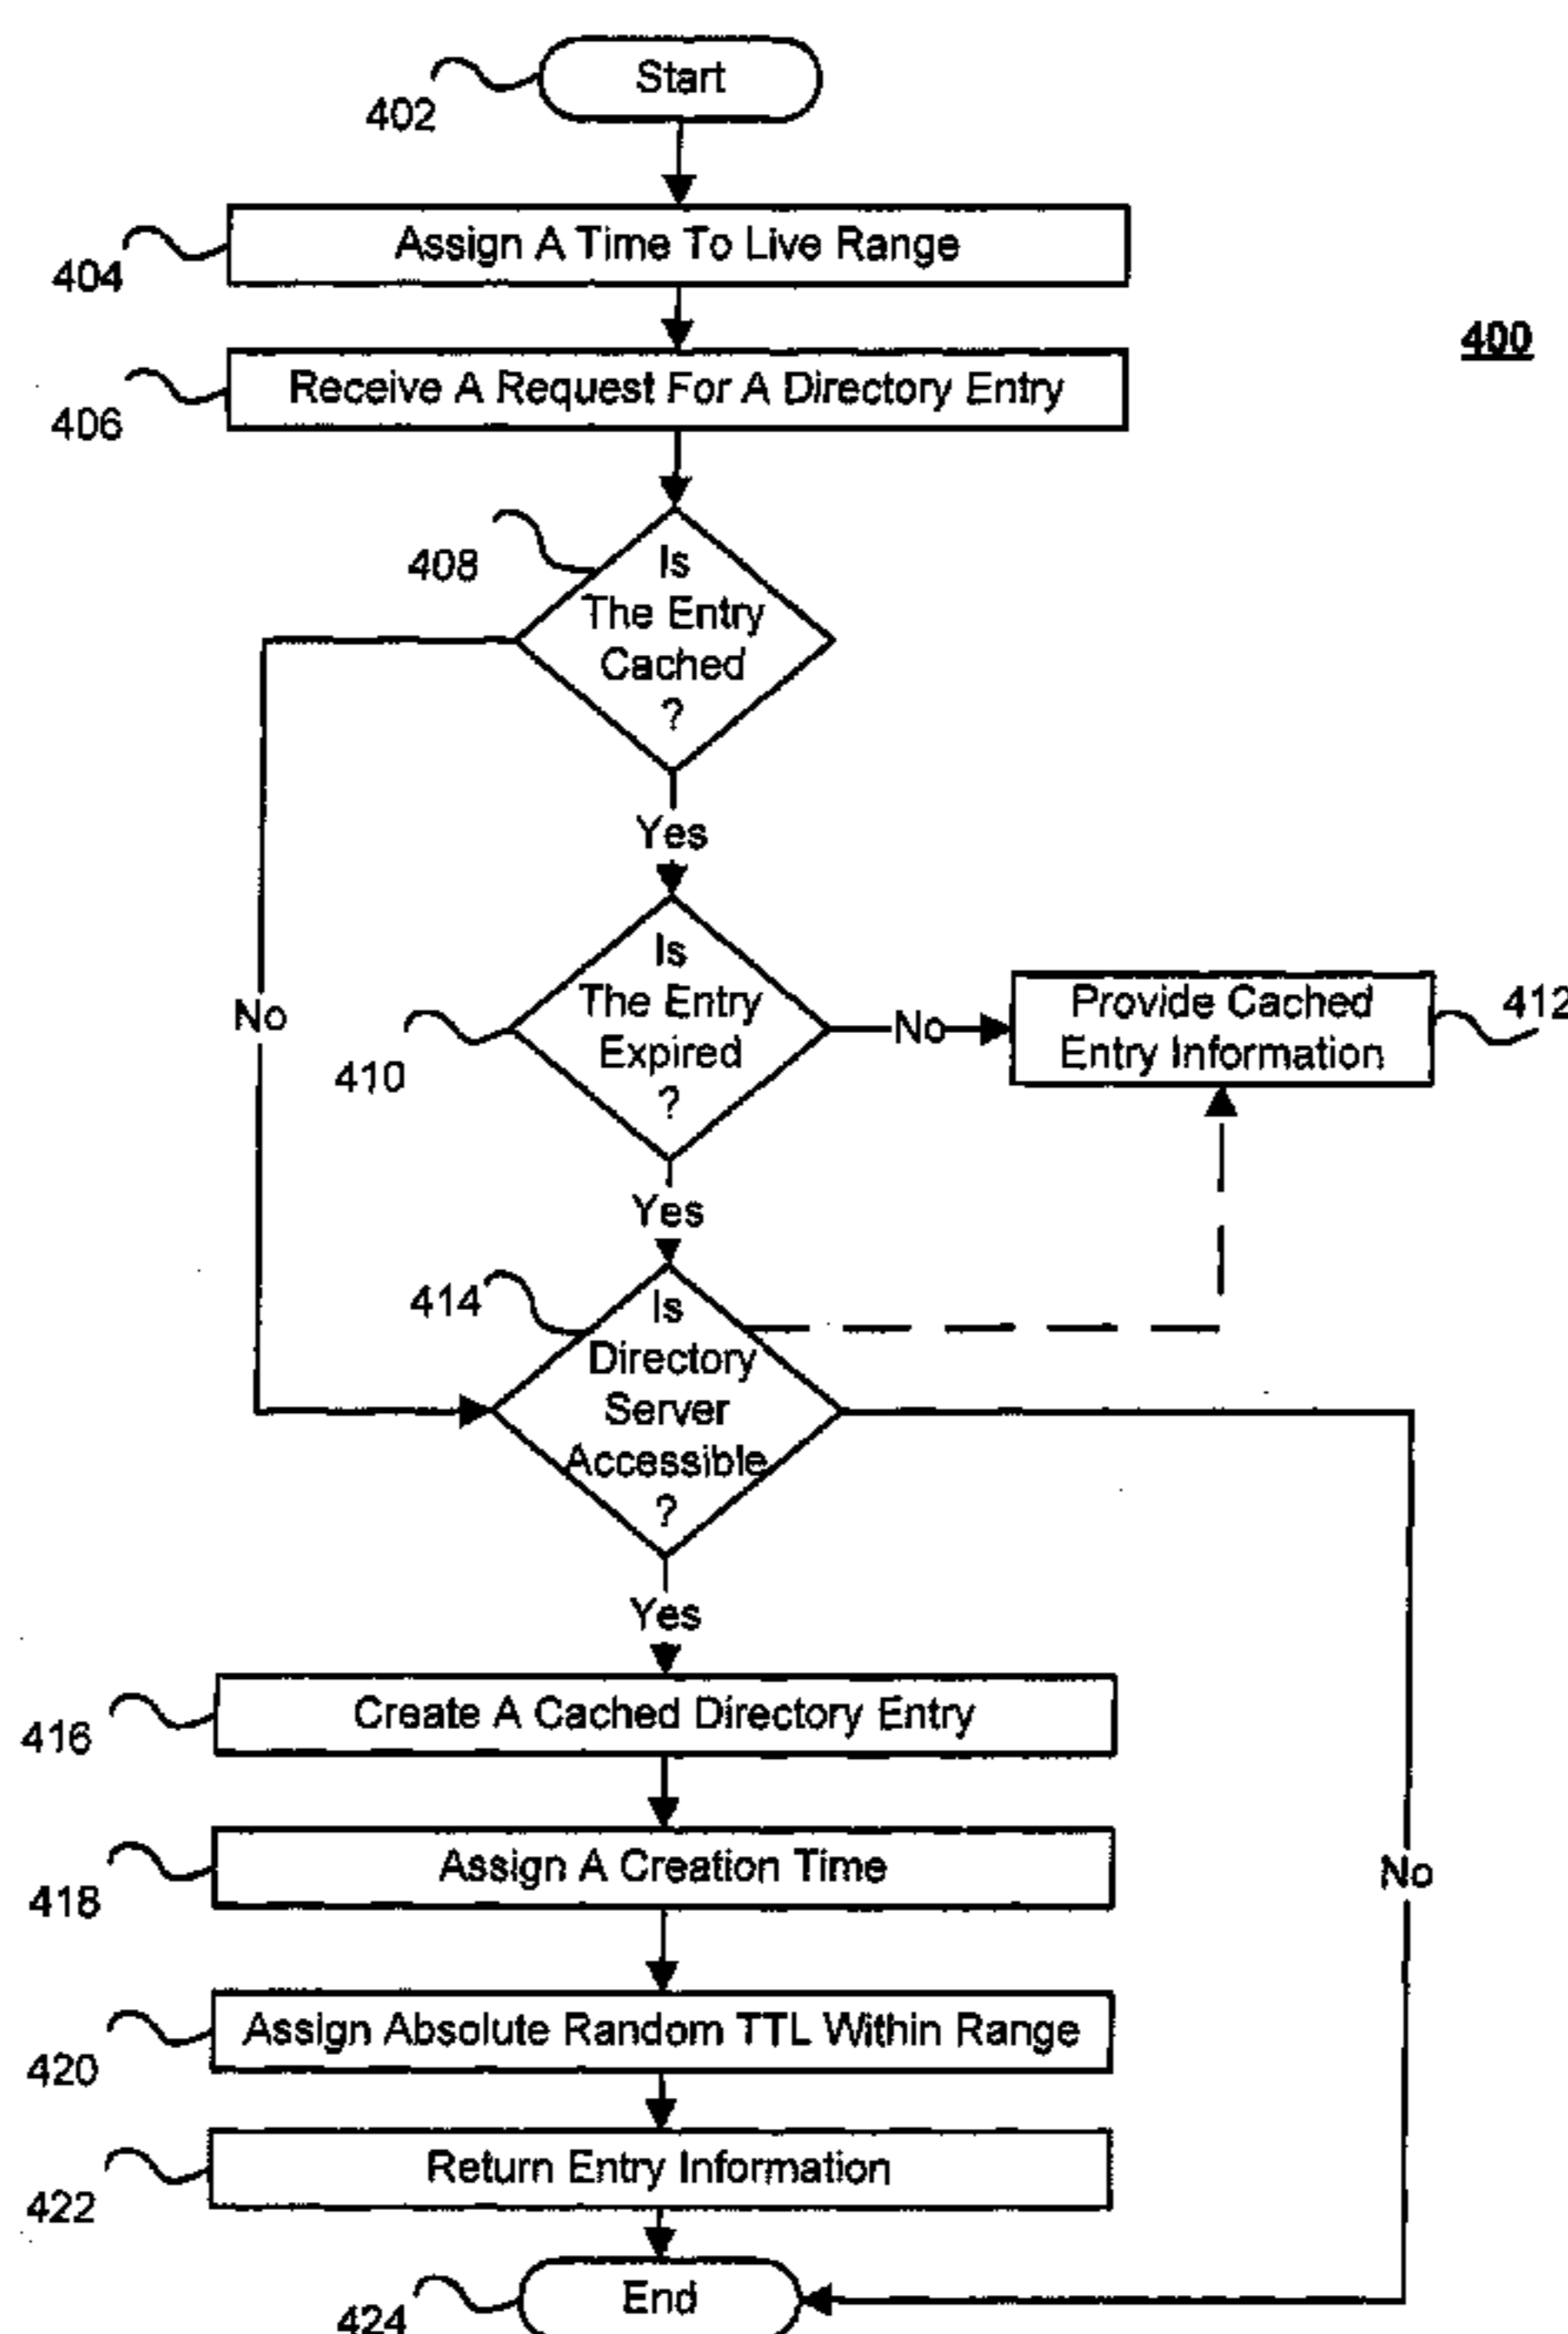 Start
402
Assign A Time To Live Range
404
400
Receive A Request For A Directory Entry
406
Is
The Entry
Cached
?
408
Yes
No
Is
The Entry
Expired
?
410
No
Provide Cached
Entry Information
412
Yes
414
Is
Directory
Server
Accessible
?
Yes
Create A Cached Directory Entry
416
Assign A Creation Time
418
No
Assign Absolute Random TTL Within Range
420
Return Entry Information
422
End
424